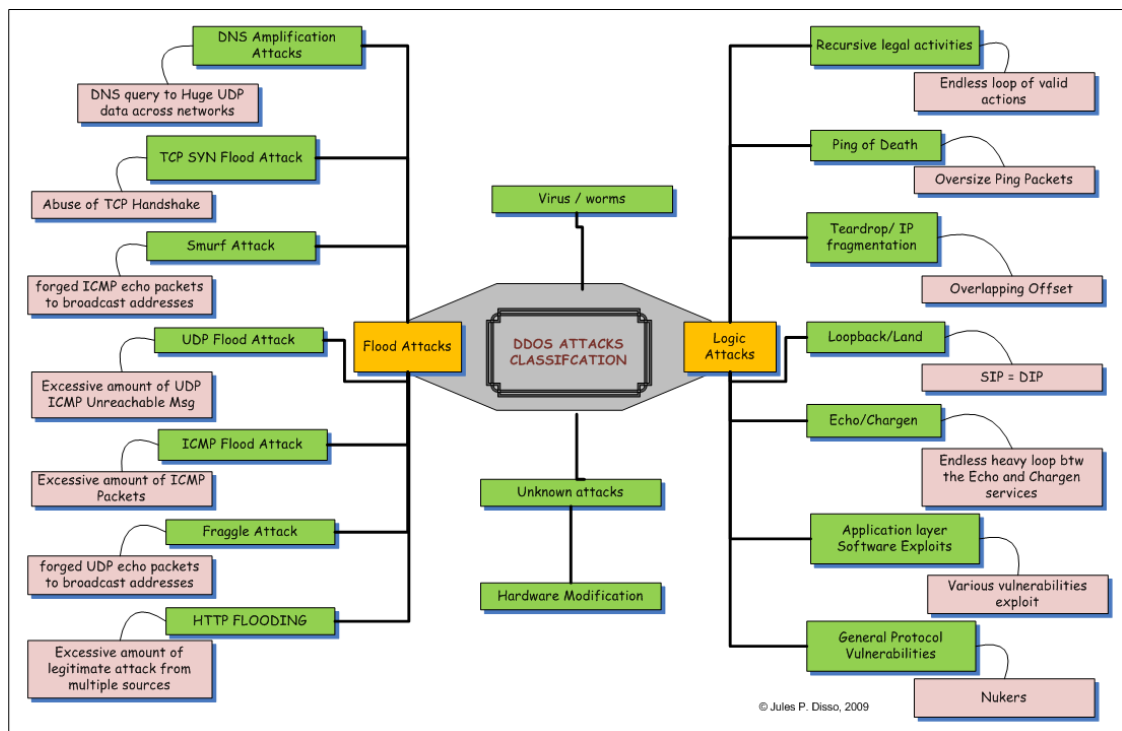 DNS Amplification
Attacks
DNS query to Huge UDP
data across networks
TCP SYN Flood Attack
Abuse of TCP Handshake
Smurf Attack
forged ICMP echo packets
to broadcast addresses
UDP Flood Attack
Excessive amount of UDP
ICMP Unreachable Msg
ICMP Flood Attack
Excessive amount of ICMP
Packets
Fraggle Attack
forged UDP echo packets
to broadcast addresses
HTTP FLOODING
Excessive amount of
legitimate attack from
multiple sources
Flood Attacks
Virus / worms
DDOS ATTACKS
CLASSIFCATION
Unknown attacks
Hardware Modification
Logic
Attacks
Recursive legal activities
Endless loop of valid
actions
Ping of Death
Oversize Ping Packets
Teardrop/ IP
fragmentation
Overlapping Offset
Loopback/Land
SIP = DIP
Echo/Chargen
Endless heavy loop btw
the Echo and Chargen
services
Application layer
Software Exploits
Various vulnerabilities
exploit
General Protocol
Vulnerabilities
Nukers
© Jules P. Disso, 2009